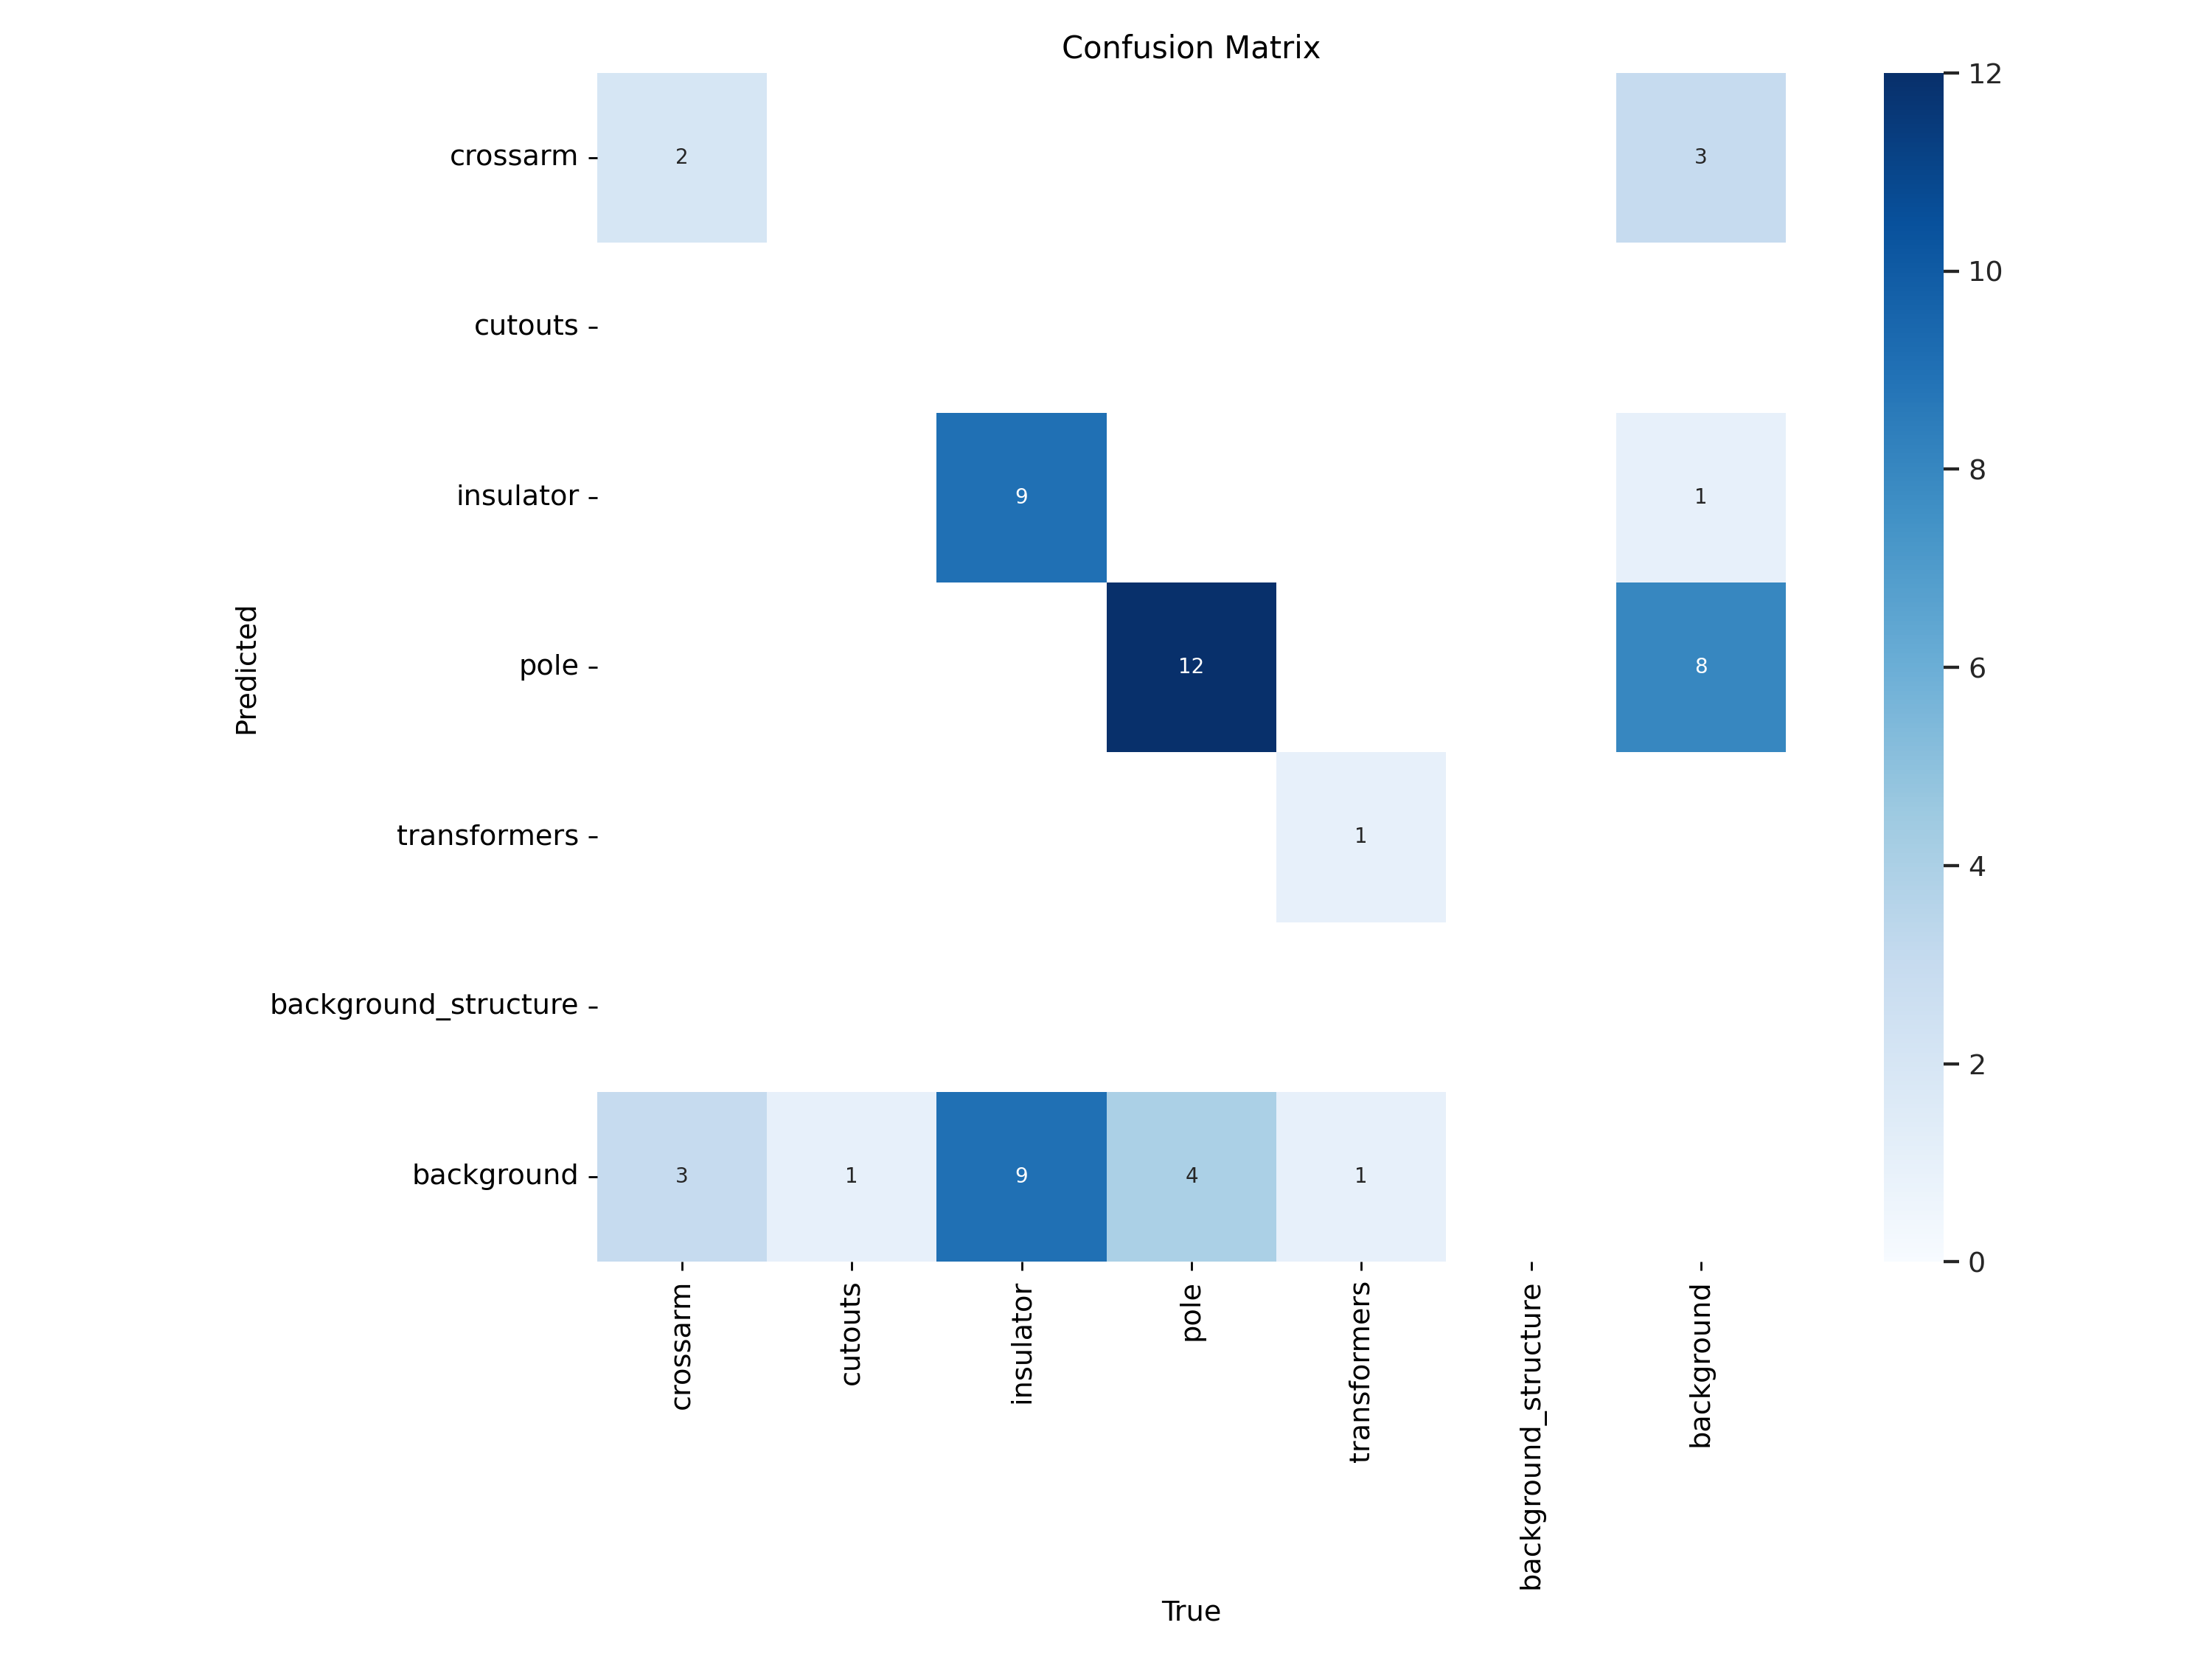 Confusion Matrix
crossarm
2
3
cutouts
insulator
9
1
pole
12
8
transformers
1
background_structure
background
3
1
9
4
1
Predicted
crossarm
cutouts
insulator
pole
transformers
background_structure
background
True
12
10
8
6
4
2
0